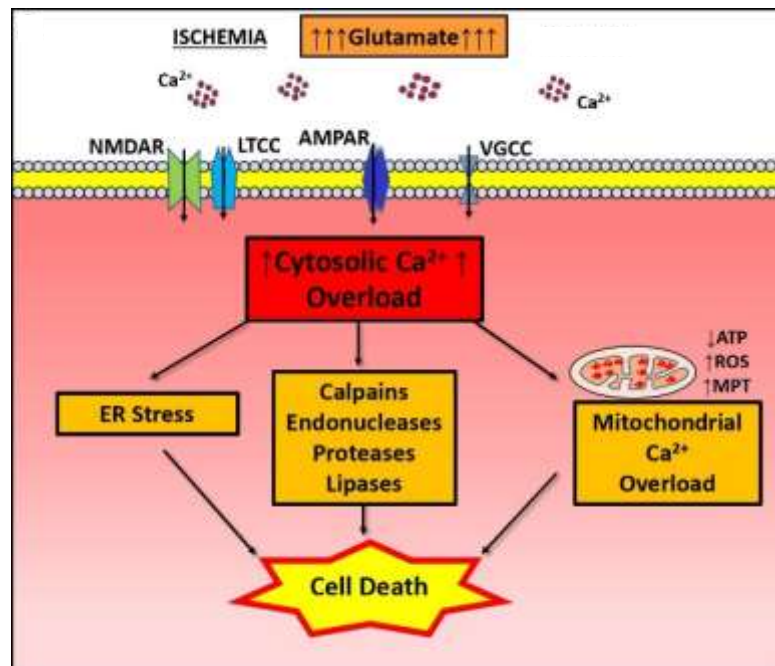 ISCHEMIA
↑↑↑Glutamate↑↑↑
Ca²⁺
Ca²⁺
NMDAR
LTCC
AMPAR
VGCC
↑Cytosolic Ca²⁺ ↑
Overload
↓ATP
↑ROS
↑MPT
ER Stress
Calpains
Endonucleases
Proteases
Lipases
Mitochondrial
Ca²⁺
Overload
Cell Death